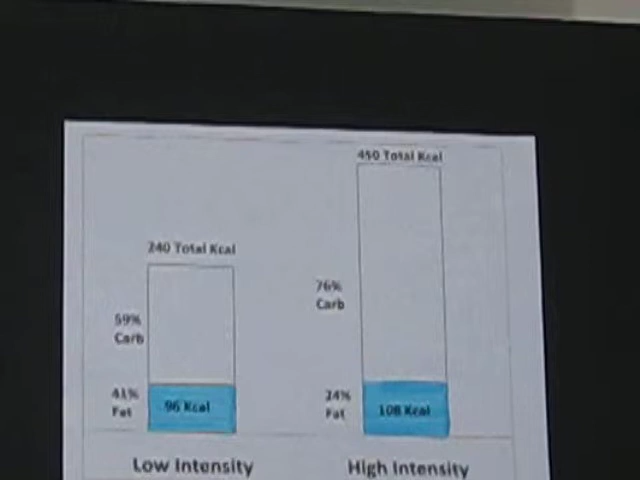 450 Total Kcal
240 Total Kcal
76%
Carb
59%
Carb
41%
Fat
96 Kcal
24%
Fat
108 Kcal
Low Intensity
High Intensity